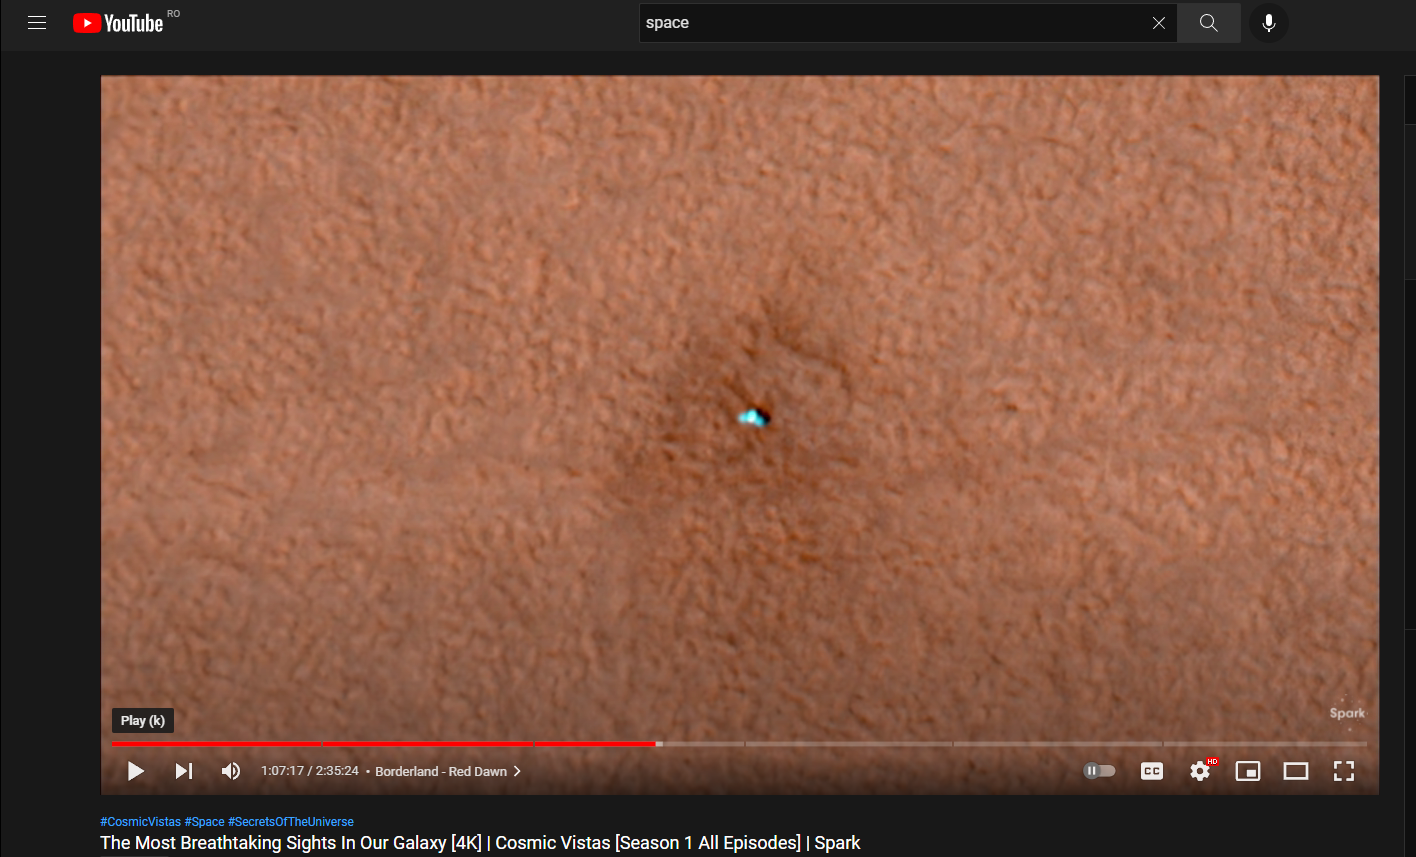 YouTube RO
space
Spark
Play (k)
1:07:17 / 2:35:24 • Borderland - Red Dawn
CC
HD
#CosmicVistas #Space #SecretsOfTheUniverse
The Most Breathtaking Sights In Our Galaxy [4K] | Cosmic Vistas [Season 1 All Episodes] | Spark